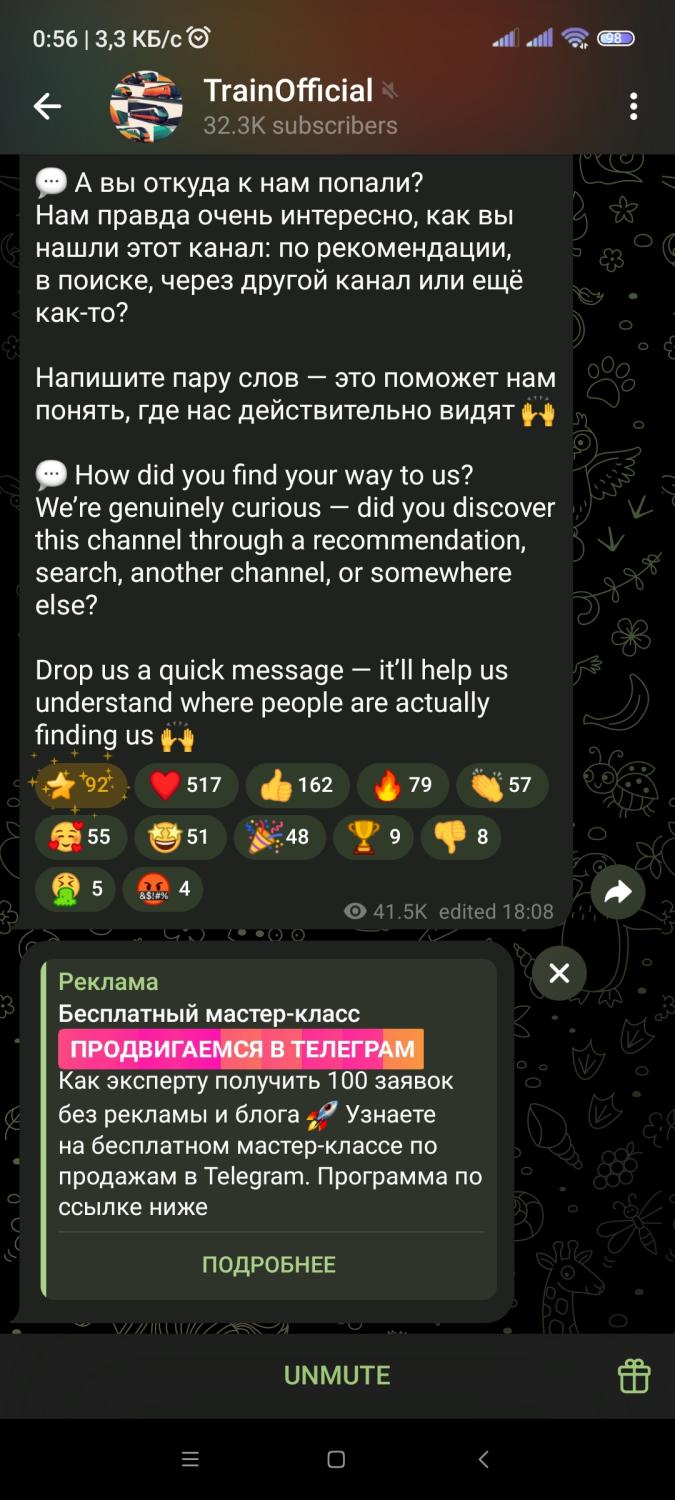 0:56 | 3,3 КБ/с
98
TrainOfficial
32.3K subscribers
💬 А вы откуда к нам попали?
Нам правда очень интересно, как вы
нашли этот канал: по рекомендации,
в поиске, через другой канал или ещё
как-то?
Напишите пару слов — это поможет нам
понять, где нас действительно видят 🙌
💬 How did you find your way to us?
We’re genuinely curious — did you discover
this channel through a recommendation,
search, another channel, or somewhere
else?
Drop us a quick message — it’ll help us
understand where people are actually
finding us 🙌
⭐ 92 ❤️ 517 👍 162 🔥 79 👏 57
🥰 55 🤩 51 🎉 48 🏆 9 👎 8
🤮 5 🤬 4
41.5K edited 18:08
Реклама
Бесплатный мастер-класс
ПРОДВИГАЕМСЯ В ТЕЛЕГРАМ
Как эксперту получить 100 заявок
без рекламы и блога 🚀 Узнаете
на бесплатном мастер-классе по
продажам в Telegram. Программа по
ссылке ниже
ПОДРОБНЕЕ
UNMUTE